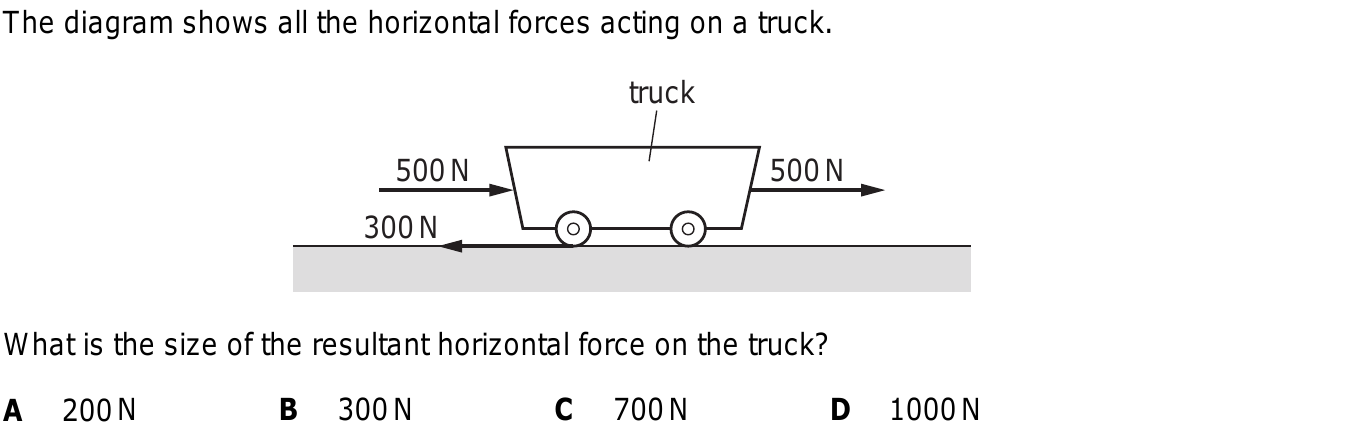 The diagram shows all the horizontal forces acting on a truck.
truck
500 N
500 N
300 N
What is the size of the resultant horizontal force on the truck?
A 200 N B 300 N C 700 N D 1000 N